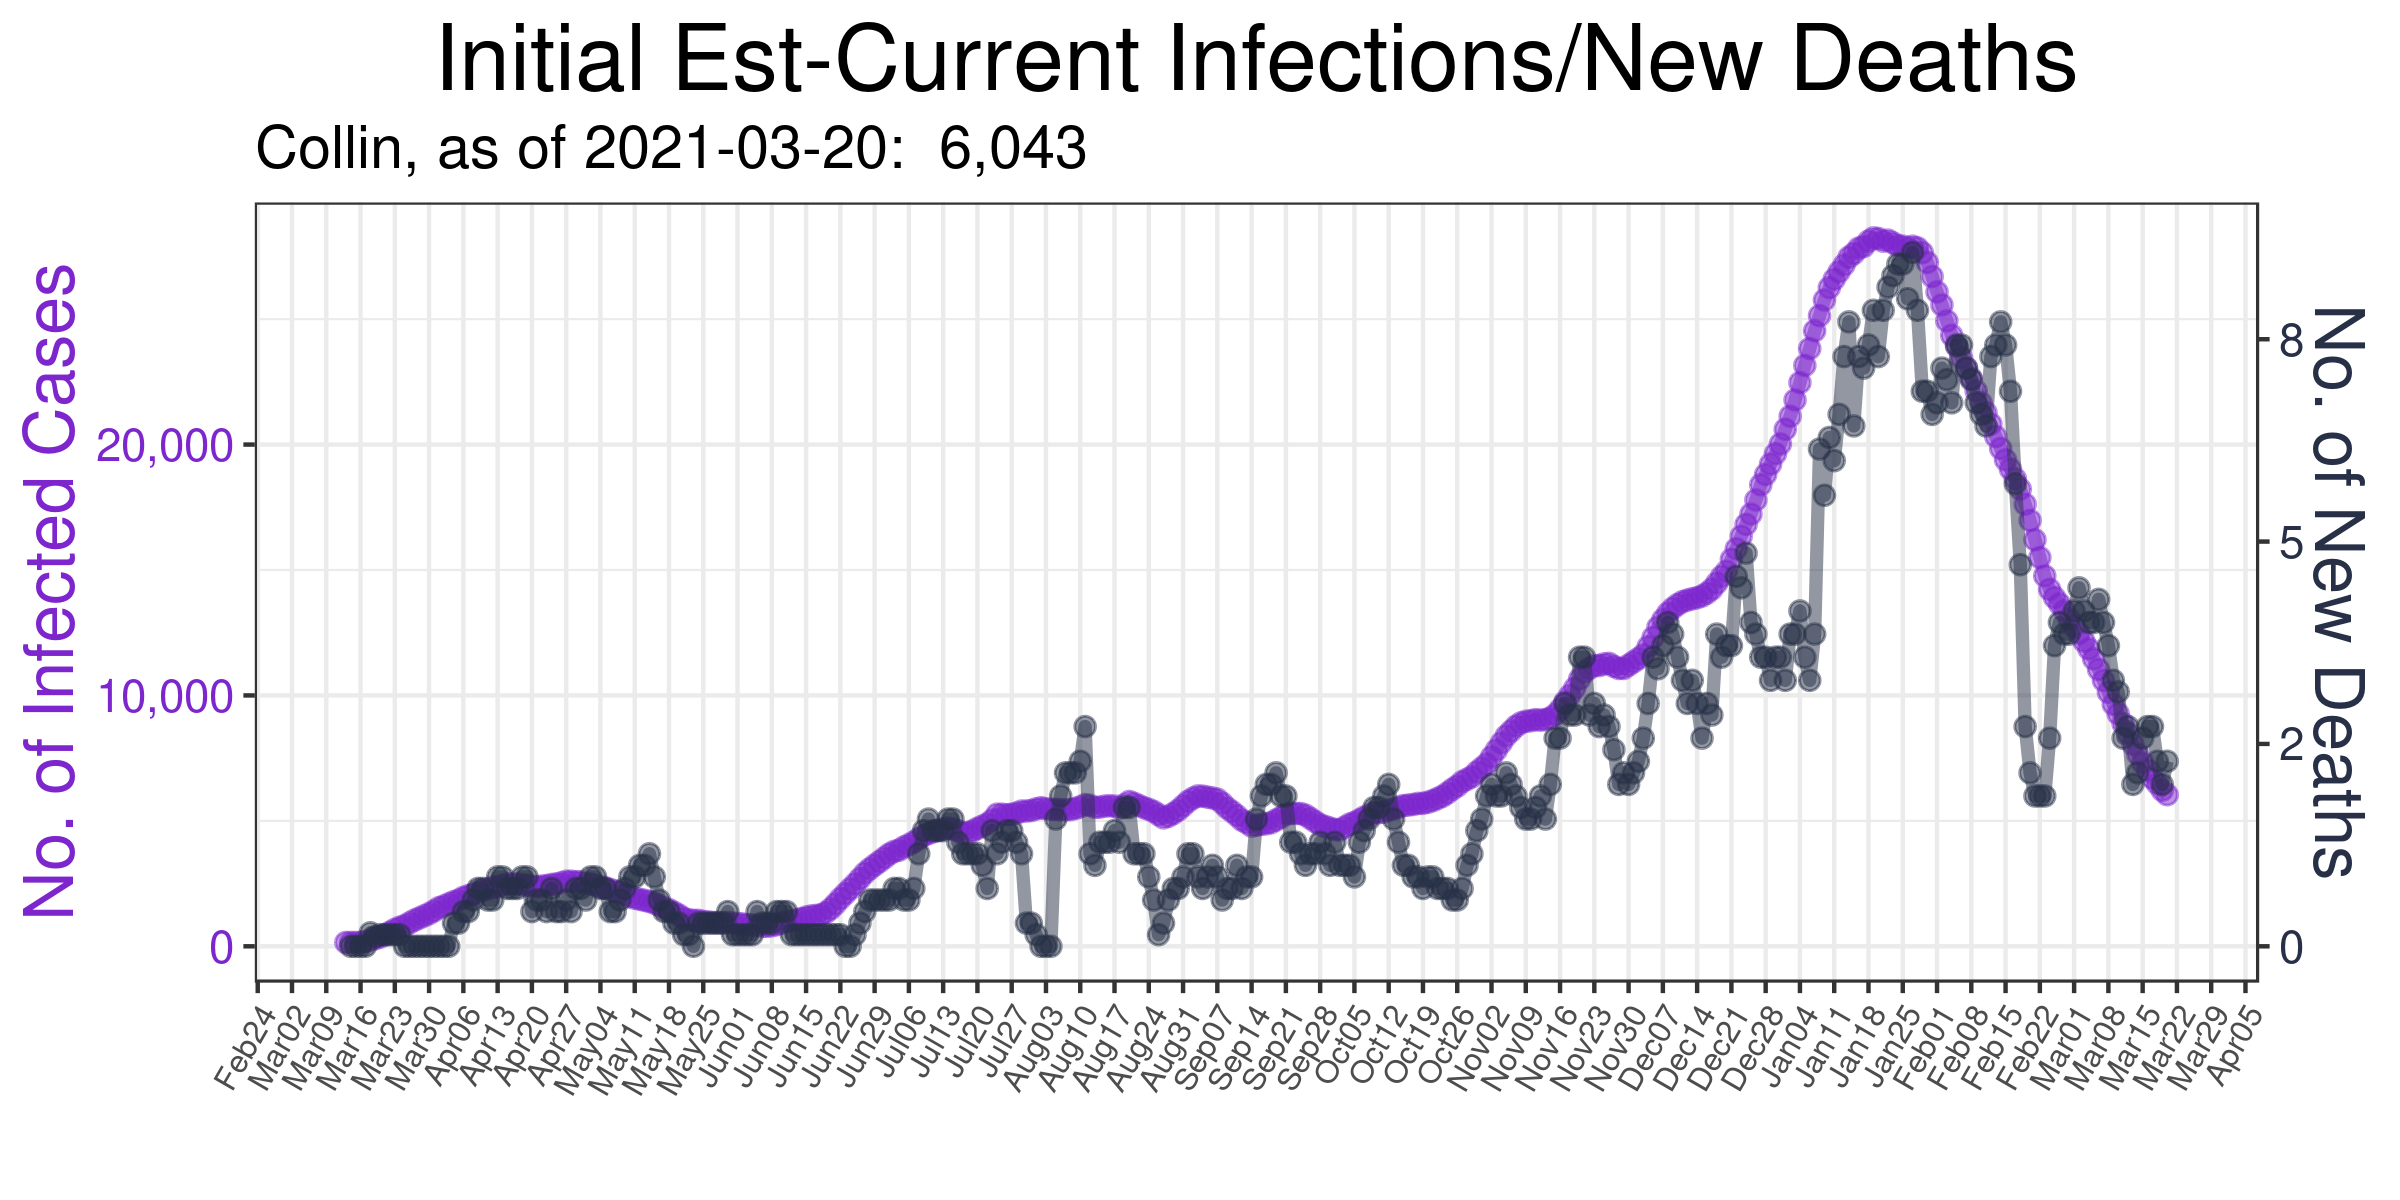 Initial Est-Current Infections/New Deaths
Collin, as of 2021-03-20: 6,043
No. of Infected Cases
20,000
10,000
0
8
5
2
0
No. of New Deaths
Feb24
Mar02
Mar09
Mar16
Mar23
Mar30
Apr06
Apr13
Apr20
Apr27
May04
May11
May18
May25
Jun01
Jun08
Jun15
Jun22
Jun29
Jul06
Jul13
Jul20
Jul27
Aug03
Aug10
Aug17
Aug24
Aug31
Sep07
Sep14
Sep21
Sep28
Oct05
Oct12
Oct19
Oct26
Nov02
Nov09
Nov16
Nov23
Nov30
Dec07
Dec14
Dec21
Dec28
Dec04
Jan11
Jan18
Jan25
Feb01
Feb08
Feb15
Feb22
Mar01
Mar08
Mar15
Mar22
Mar29
Apr05